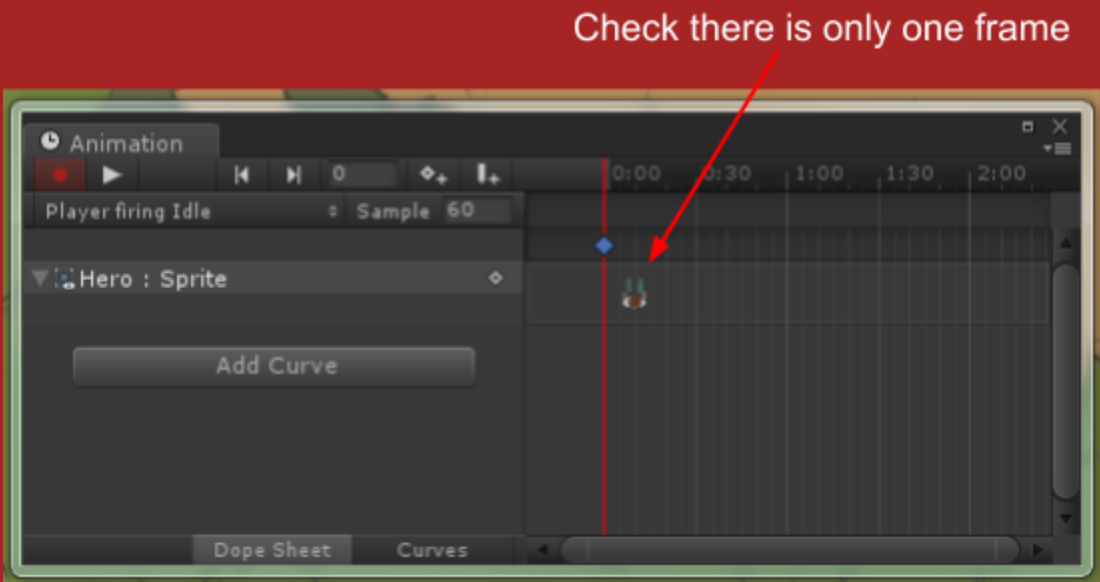 Check there is only one frame
Animation
0
0:00 0:30 1:00 1:30 2:00
Player firing Idle Sample 60
Hero : Sprite
Add Curve
Dope Sheet Curves